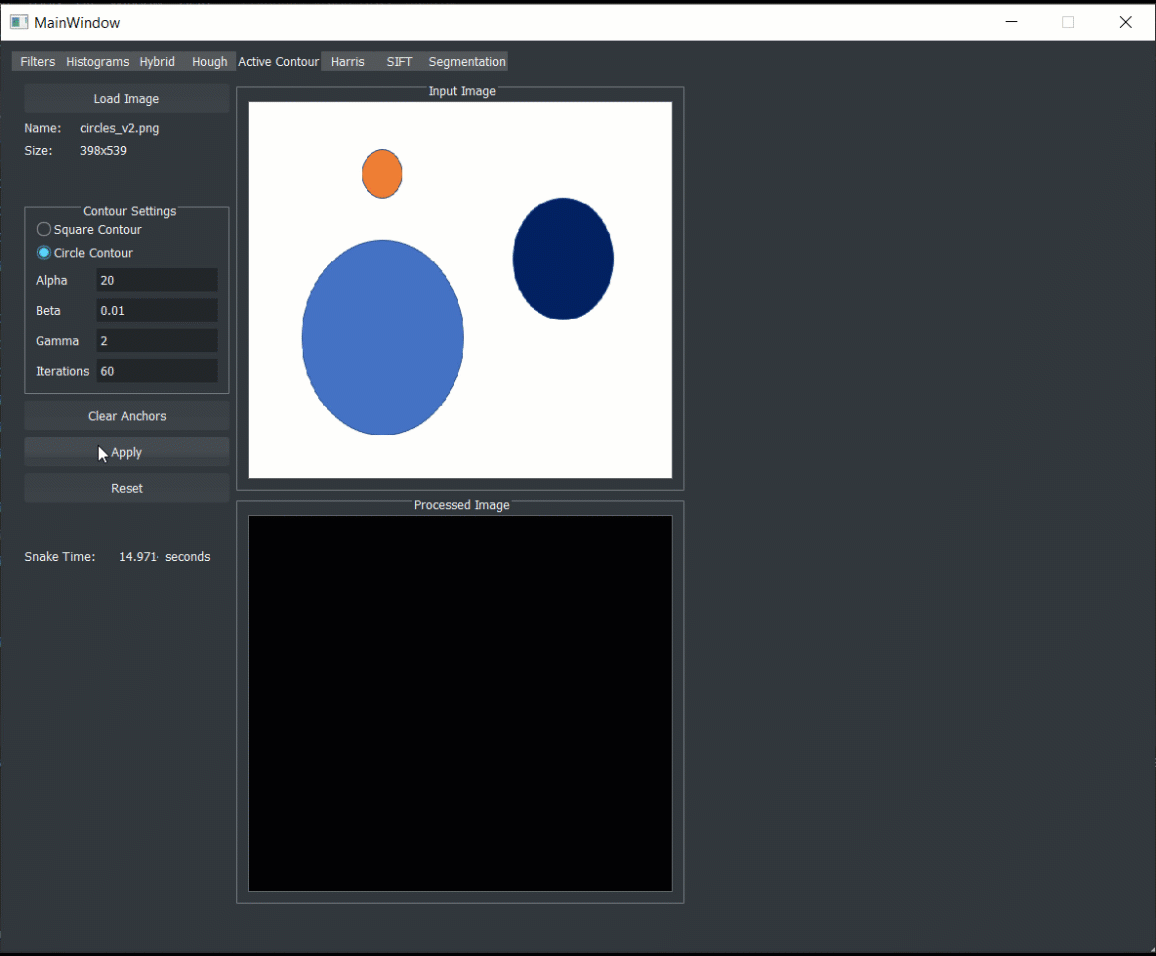 MainWindow
Filters Histograms Hybrid Hough Active Contour Harris SIFT Segmentation
Load Image
Name: circles_v2.png
Size: 398x539
Contour Settings
Square Contour
Circle Contour
Alpha 20
Beta 0.01
Gamma 2
Iterations 60
Clear Anchors
Apply
Reset
Snake Time: 14.971 seconds
Input Image
Processed Image